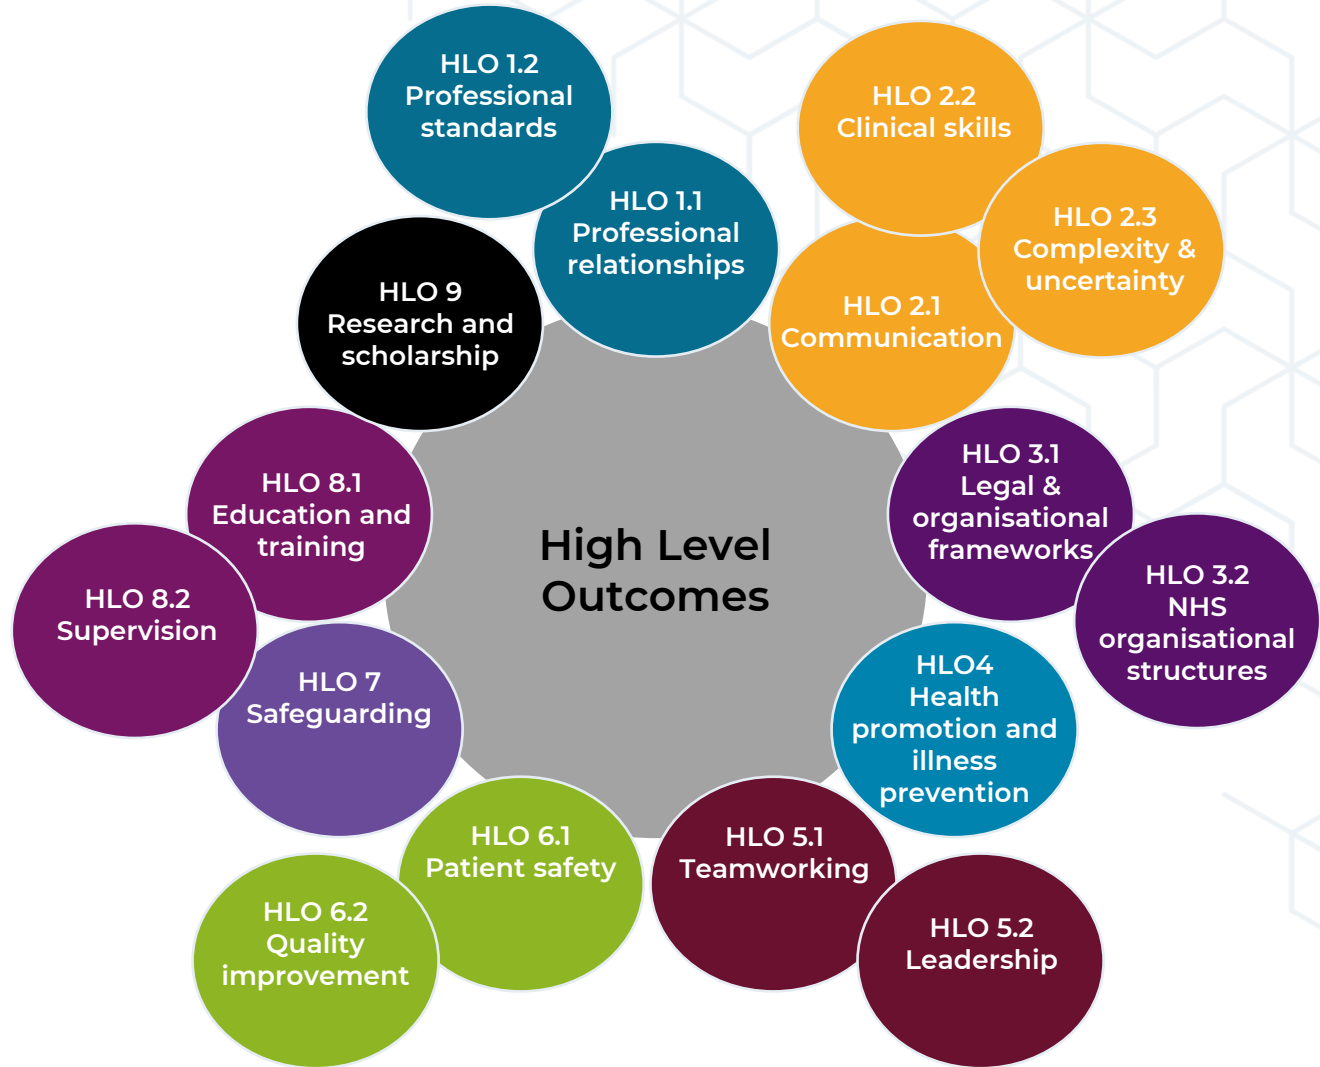 HLO 1.2
Professional
standards
HLO 1.1
Professional
relationships
HLO 2.2
Clinical skills
HLO 2.3
Complexity &
uncertainty
HLO 2.1
Communication
HLO 3.1
Legal &
organisational
frameworks
HLO 3.2
NHS
organisational
structures
HLO4
Health
promotion and
illness
prevention
HLO 5.1
Teamworking
HLO 5.2
Leadership
HLO 6.1
Patient safety
HLO 6.2
Quality
improvement
HLO 7
Safeguarding
HLO 8.1
Education and
training
HLO 8.2
Supervision
HLO 9
Research and
scholarship
High Level
Outcomes